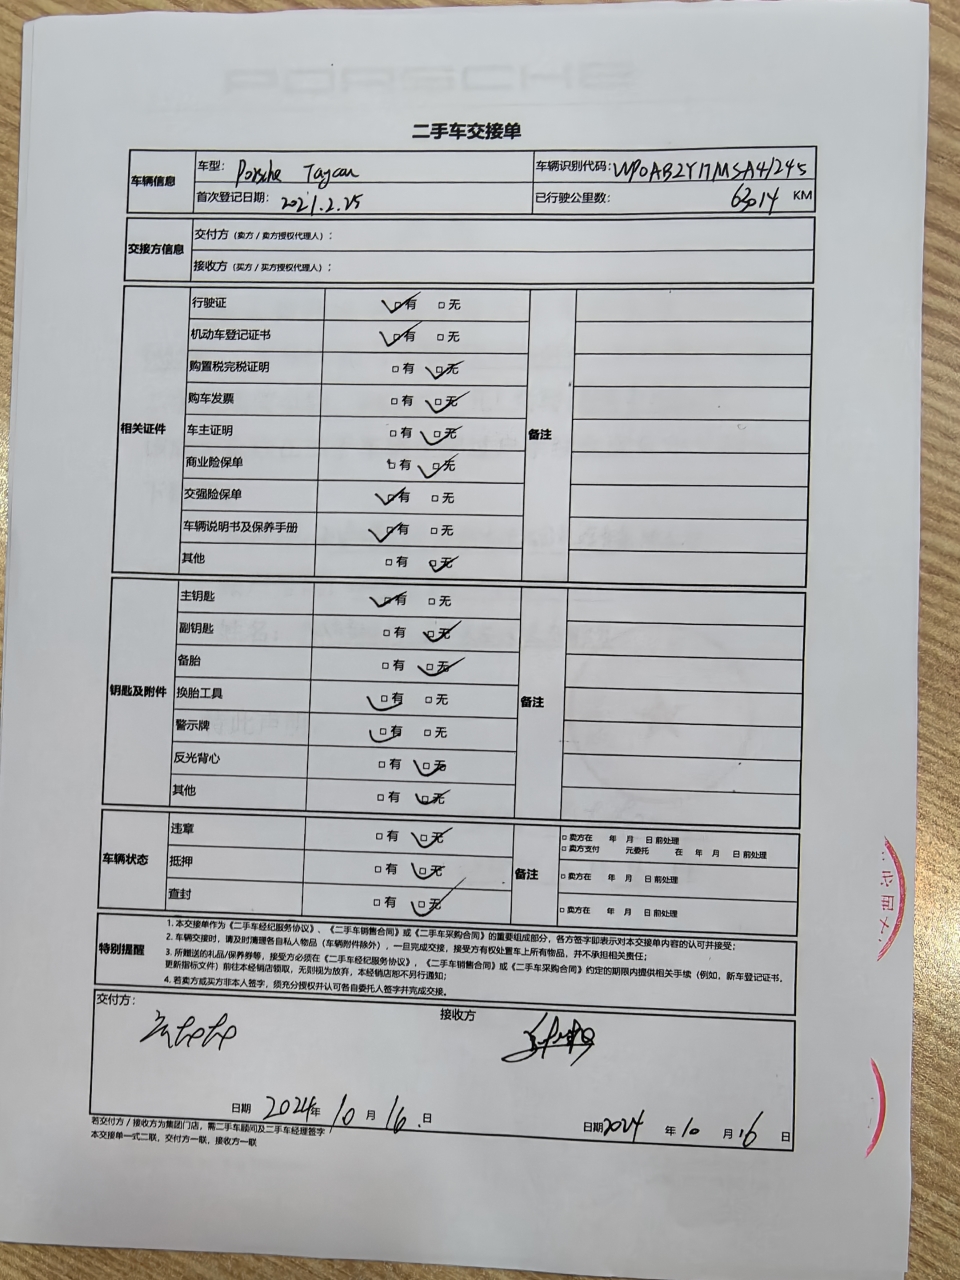 PORSCHE
二手车交接单
车辆信息
车型: Porsche Taycan
车辆识别代码: WP0AB2Y17MSA41245
首次登记日期: 2021.2.25
已行驶公里数: 63014 KM
交接方信息
交付方 (卖方 / 卖方授权代理人) :
接收方 (买方 / 买方授权代理人) :
相关证件
行驶证 ☑有 □无
机动车登记证书 ☑有 □无
购置税完税证明 □有 ☑无
购车发票 □有 ☑无
车主证明 □有 ☑无
商业险保单 □有 ☑无
交强险保单 ☑有 □无
车辆说明书及保养手册 ☑有 □无
其他 □有 ☑无
备注
钥匙及附件
主钥匙 ☑有 □无
副钥匙 □有 ☑无
备胎 □有 ☑无
换胎工具 ☑有 □无
警示牌 ☑有 □无
反光背心 □有 ☑无
其他 □有 ☑无
备注
车辆状态
违章 □有 ☑无
抵押 □有 ☑无
查封 □有 ☑无
备注
□ 卖方在 年 月 日 前处理
□ 卖方支付 元委托 在 年 月 日 前处理
□ 卖方在 年 月 日 前处理
□ 卖方在 年 月 日 前处理
特别提醒
1. 本交接单作为《二手车经纪服务协议》、《二手车销售合同》或《二手车采购合同》的重要组成部分，各方签字即表示对本交接单内容的认可并接受；
2. 车辆交接时，请及时清理各自私人物品（车辆附件除外），一旦完成交接，接受方有权处置车上所有物品，并不承担相关责任；
3. 所赠送的礼品/保养券等，接受方必须在《二手车经纪服务协议》，《二手车销售合同》或《二手车采购合同》约定的期限内提供相关手续（例如，新车登记证书，
更新指标文件）前往本经销店领取，无则视为放弃，本经销店恕不另行通知；
4. 若卖方或买方非本人签字，须充分授权并认可各自委托人签字并完成交接。
交付方:
接收方
日期 2024年 10 月 16 日
日期 2024 年 10 月 16 日
若交付方 / 接收方为集团门店，需二手车顾问及二手车经理签字
本交接单一式二联，交付方一联，接收方一联